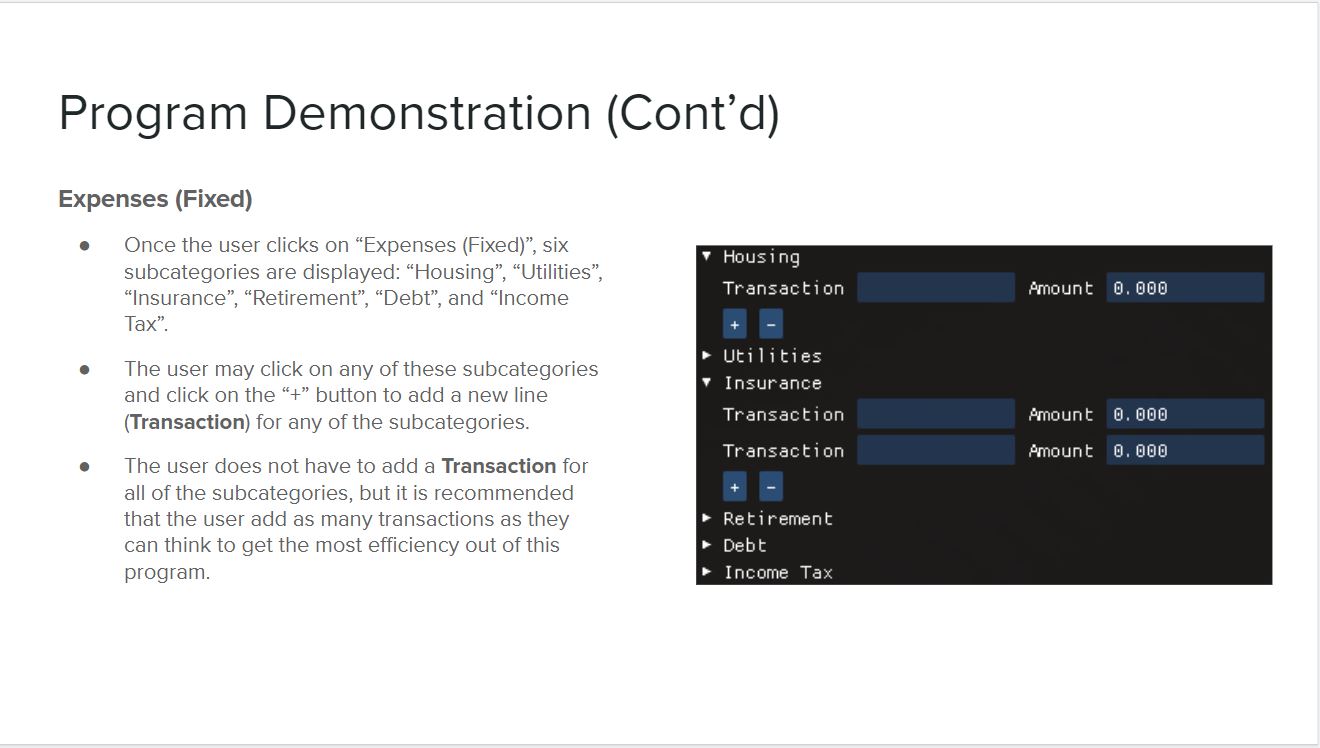 Program Demonstration (Cont’d)
Expenses (Fixed)
● Once the user clicks on “Expenses (Fixed)”, six
subcategories are displayed: “Housing”, “Utilities”,
“Insurance”, “Retirement”, “Debt”, and “Income
Tax”.
● The user may click on any of these subcategories
and click on the “+” button to add a new line
(Transaction) for any of the subcategories.
● The user does not have to add a Transaction for
all of the subcategories, but it is recommended
that the user add as many transactions as they
can think to get the most efficiency out of this
program.
Housing
Transaction Amount 0.000
+ -
Utilities
Insurance
Transaction Amount 0.000
Transaction Amount 0.000
+ -
Retirement
Debt
Income Tax